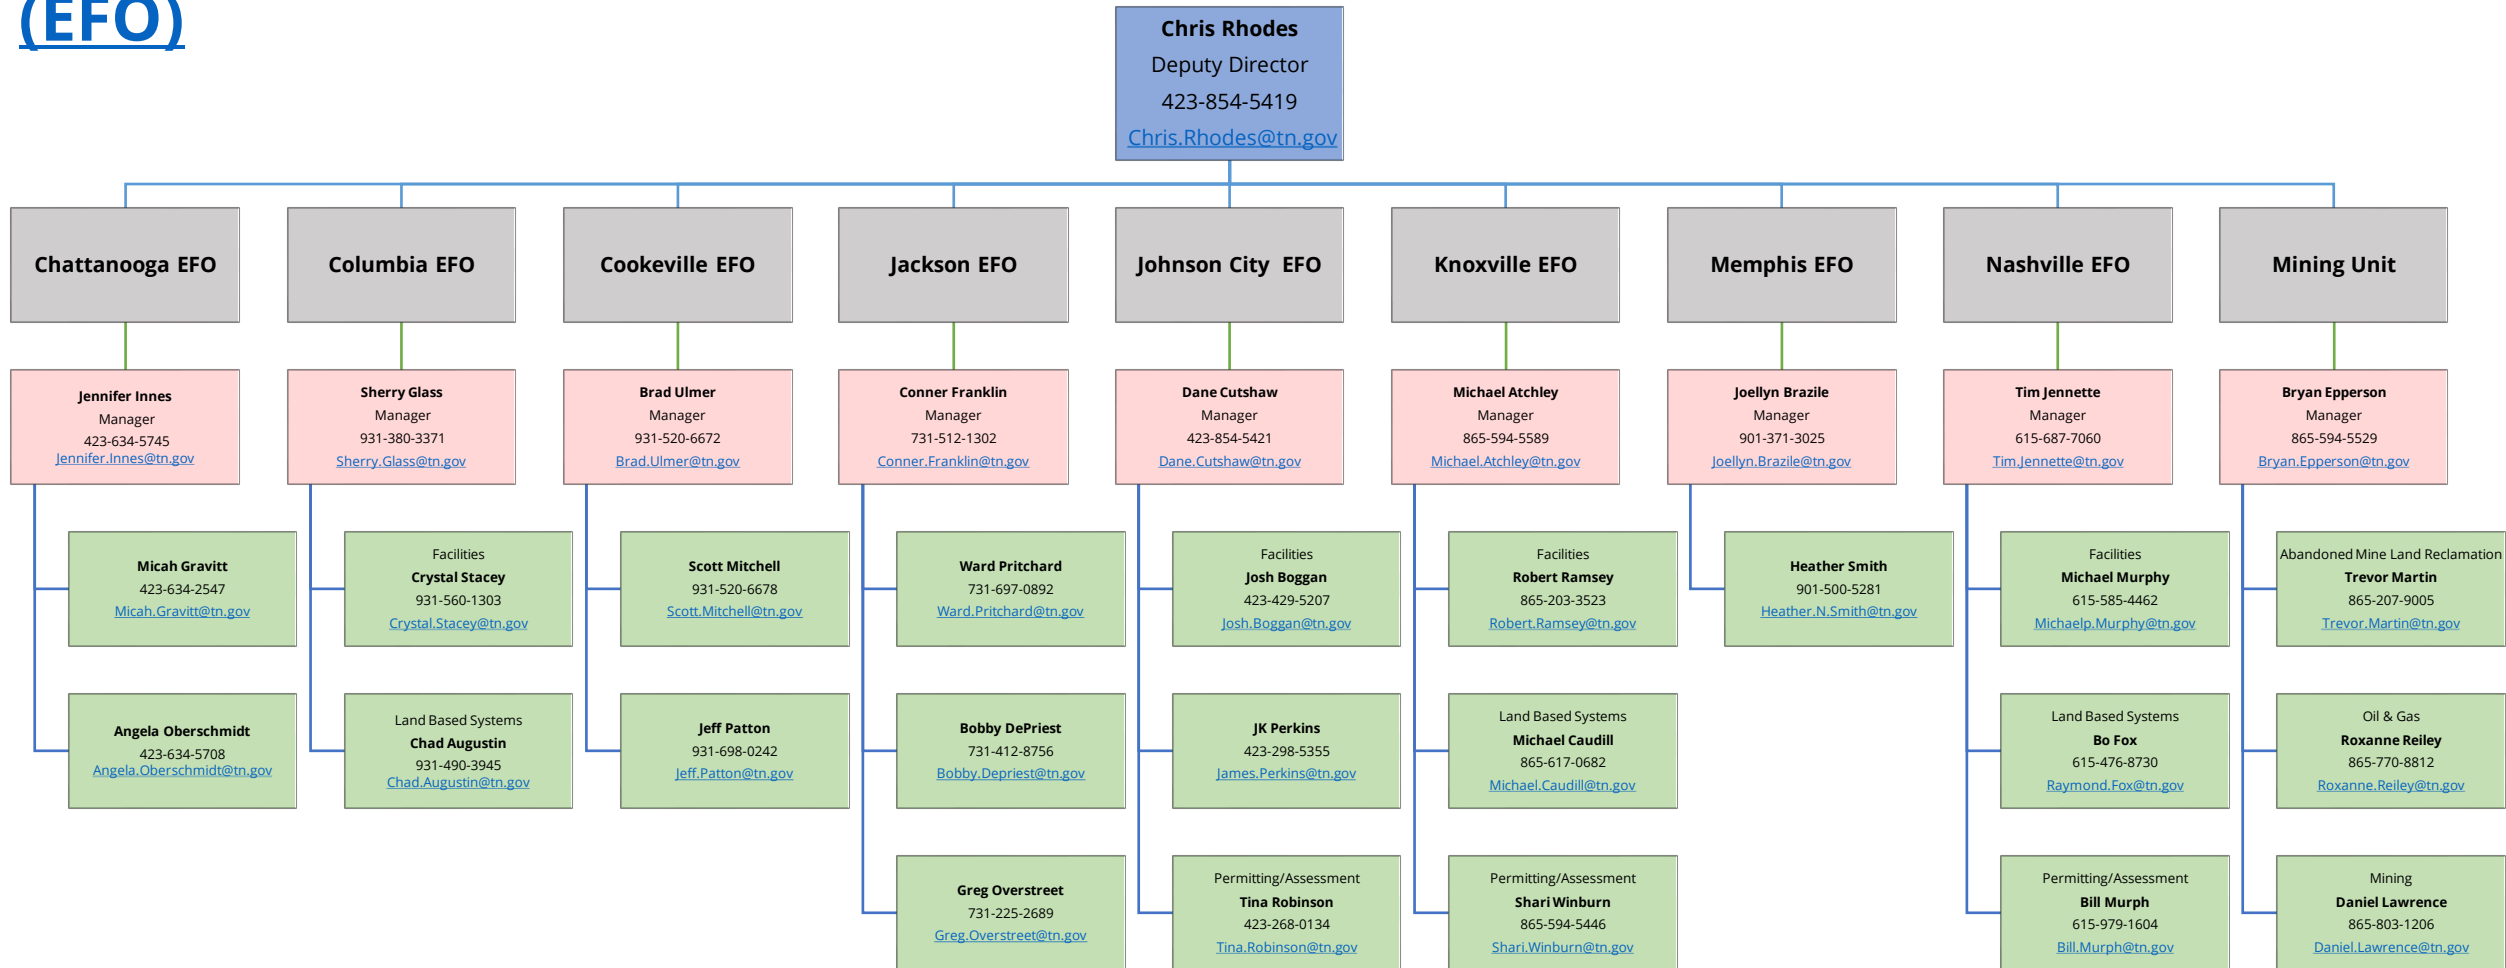 (EFO)
Chris Rhodes
Deputy Director
423-854-5419
Chris.Rhodes@tn.gov
Chattanooga EFO
Columbia EFO
Cookeville EFO
Jackson EFO
Johnson City EFO
Knoxville EFO
Memphis EFO
Nashville EFO
Mining Unit
Jennifer Innes
Manager
423-634-5745
Jennifer.Innes@tn.gov
Sherry Glass
Manager
931-380-3371
Sherry.Glass@tn.gov
Brad Ulmer
Manager
931-520-6672
Brad.Ulmer@tn.gov
Conner Franklin
Manager
731-512-1302
Conner.Franklin@tn.gov
Dane Cutshaw
Manager
423-854-5421
Dane.Cutshaw@tn.gov
Michael Atchley
Manager
865-594-5589
Michael.Atchley@tn.gov
Joellyn Brazile
Manager
901-371-3025
Joellyn.Brazile@tn.gov
Tim Jennette
Manager
615-687-7060
Tim.Jennette@tn.gov
Bryan Epperson
Manager
865-594-5529
Bryan.Epperson@tn.gov
Micah Gravitt
423-634-2547
Micah.Gravitt@tn.gov
Facilities
Crystal Stacey
931-560-1303
Crystal.Stacey@tn.gov
Scott Mitchell
931-520-6678
Scott.Mitchell@tn.gov
Ward Pritchard
731-697-0892
Ward.Pritchard@tn.gov
Facilities
Josh Boggan
423-429-5207
Josh.Boggan@tn.gov
Facilities
Robert Ramsey
865-203-3523
Robert.Ramsey@tn.gov
Heather Smith
901-500-5281
Heather.N.Smith@tn.gov
Facilities
Michael Murphy
615-585-4462
Michaelp.Murphy@tn.gov
Abandoned Mine Land Reclamation
Trevor Martin
865-207-9005
Trevor.Martin@tn.gov
Angela Oberschmidt
423-634-5708
Angela.Oberschmidt@tn.gov
Land Based Systems
Chad Augustin
931-490-3945
Chad.Augustin@tn.gov
Jeff Patton
931-698-0242
Jeff.Patton@tn.gov
Bobby DePriest
731-412-8756
Bobby.Depriest@tn.gov
JK Perkins
423-298-5355
James.Perkins@tn.gov
Land Based Systems
Michael Caudill
865-617-0682
Michael.Caudill@tn.gov
Land Based Systems
Bo Fox
615-476-8730
Raymond.Fox@tn.gov
Oil & Gas
Roxanne Reiley
865-770-8812
Roxanne.Reiley@tn.gov
Greg Overstreet
731-225-2689
Greg.Overstreet@tn.gov
Permitting/Assessment
Tina Robinson
423-268-0134
Tina.Robinson@tn.gov
Permitting/Assessment
Shari Winburn
865-594-5446
Shari.Winburn@tn.gov
Permitting/Assessment
Bill Murph
615-979-1604
Bill.Murph@tn.gov
Mining
Daniel Lawrence
865-803-1206
Daniel.Lawrence@tn.gov